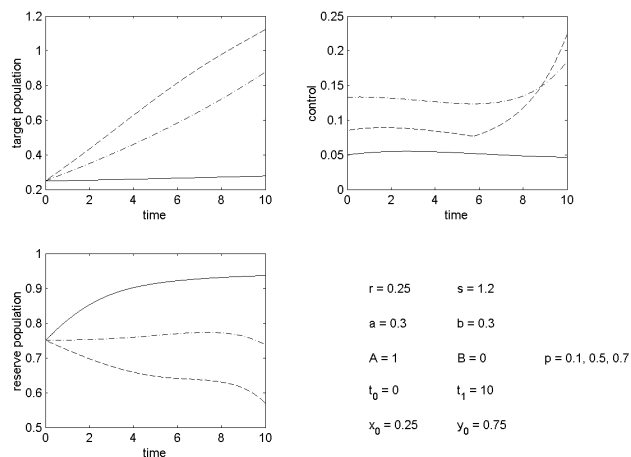 1.2
1
0.8
0.6
0.4
0.2
0 2 4 6 8 10
time
target population
0.25
0.2
0.15
0.1
0.05
0
0 2 4 6 8 10
time
control
1
0.9
0.8
0.7
0.6
0.5
0 2 4 6 8 10
time
reserve population
r = 0.25 s = 1.2
a = 0.3 b = 0.3
A = 1 B = 0 p = 0.1, 0.5, 0.7
t0 = 0 t1 = 10
x0 = 0.25 y0 = 0.75